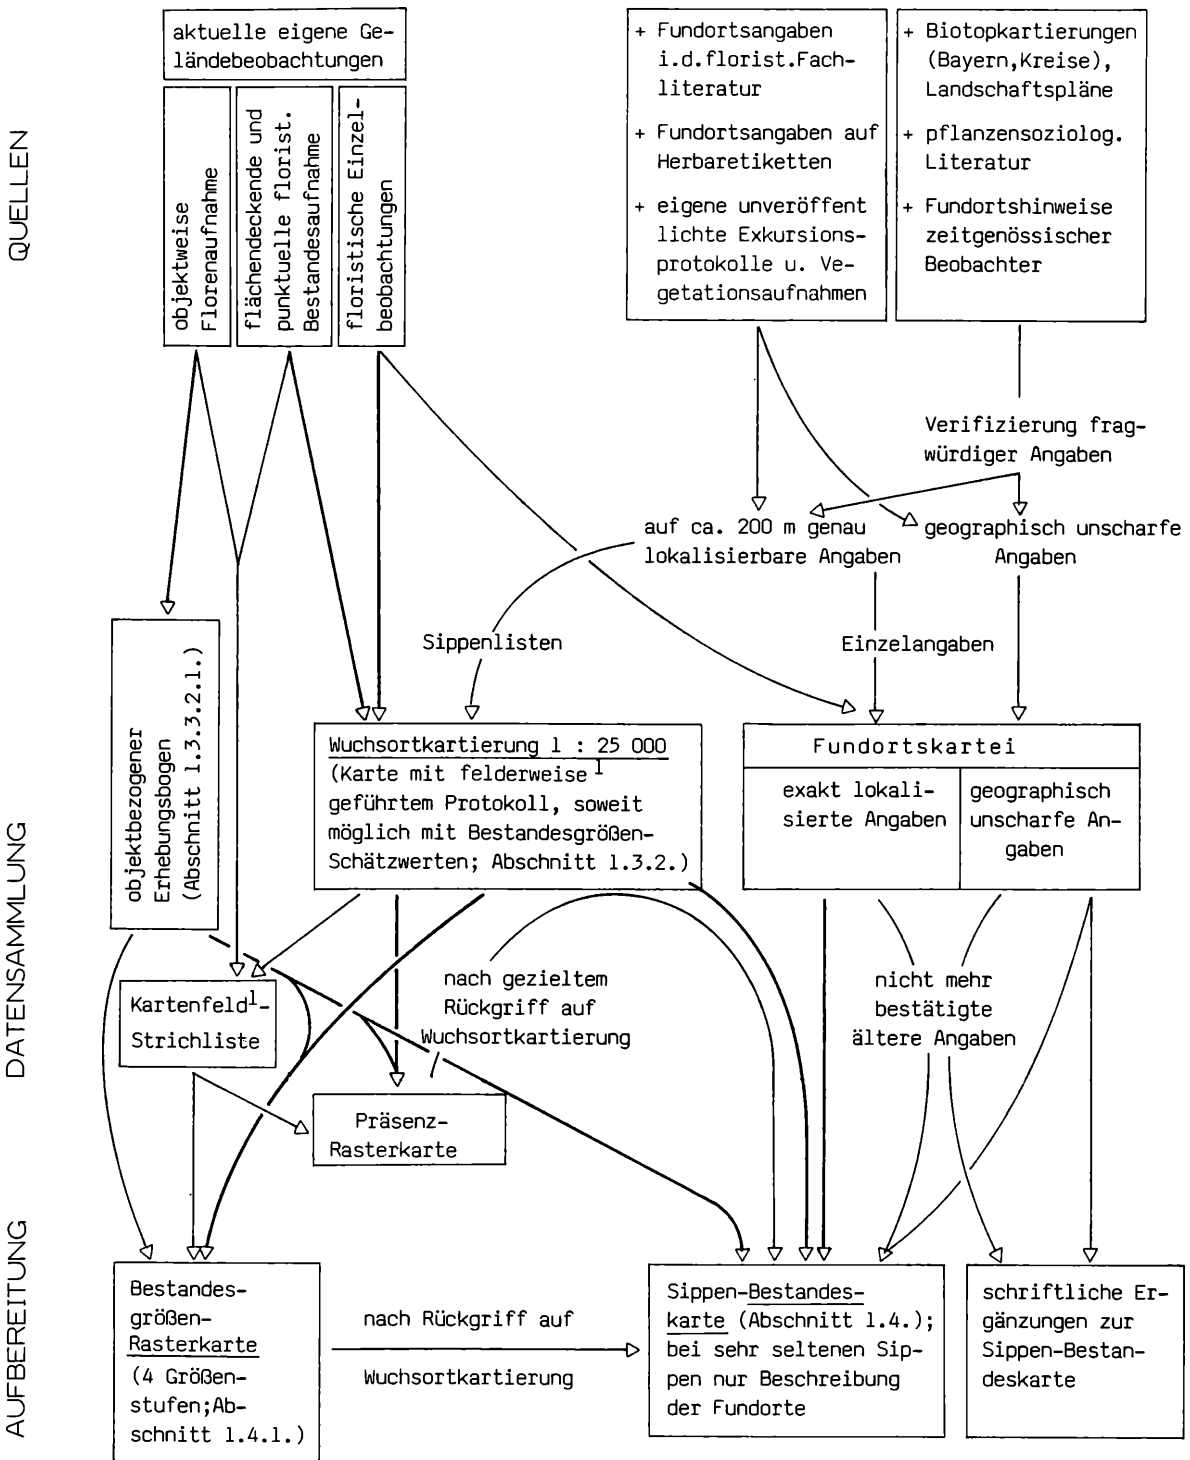 QUELLEN
aktuelle eigene Ge-
ländebeobachtungen
objektweise
Florenaufnahme
flächendeckende und
punktuelle florist.
Bestandesaufnahme
floristische Einzel-
beobachtungen
+ Fundortsangaben
i.d.florist.Fach-
literatur
+ Fundortsangaben auf
Herbaretiketten
+ eigene unveröffent
lichte Exkursions-
protokolle u. Ve-
getationsaufnahmen
+ Biotopkartierungen
(Bayern,Kreise),
Landschaftspläne
+ pflanzensoziolog.
Literatur
+ Fundortshinweise
zeitgenössischer
Beobachter
Verifizierung frag-
würdiger Angaben
auf ca. 200 m genau
lokalisierbare Angaben
geographisch unscharfe
Angaben
Sippenlisten
Einzelangaben
DATENSAMMLUNG
objektbezogener
Erhebungsbogen
(Abschnitt 1.3.3.2.1.)
Wuchsortkartierung 1 : 25 000
(Karte mit felderweise 1
geführtem Protokoll, soweit
möglich mit Bestandesgrößen-
Schätzwerten; Abschnitt 1.3.2.)
Fundortskartei
exakt lokali-
sierte Angaben
geographisch
unscharfe An-
gaben
Kartenfeld1-
Strichliste
nach gezieltem
Rückgriff auf
Wuchsortkartierung
nicht mehr
bestätigte
ältere Angaben
Präsenz-
Rasterkarte
AUFBEREITUNG
Bestandes-
größen-
Rasterkarte
(4 Größen-
stufen;Ab-
schnitt 1.4.1.)
nach Rückgriff auf
Wuchsortkartierung
Sippen-Bestandes-
karte (Abschnitt 1.4.);
bei sehr seltenen Sip-
pen nur Beschreibung
der Fundorte
schriftliche Er-
gänzungen zur
Sippen-Bestan-
deskarte